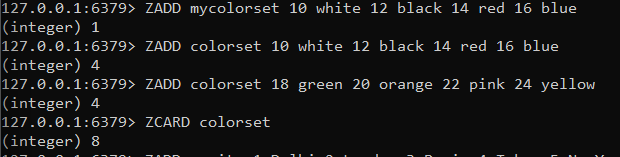 127.0.0.1:6379> ZADD mycolorset 10 white 12 black 14 red 16 blue
(integer) 1
127.0.0.1:6379> ZADD colorset 10 white 12 black 14 red 16 blue
(integer) 4
127.0.0.1:6379> ZADD colorset 18 green 20 orange 22 pink 24 yellow
(integer) 4
127.0.0.1:6379> ZCARD colorset
(integer) 8